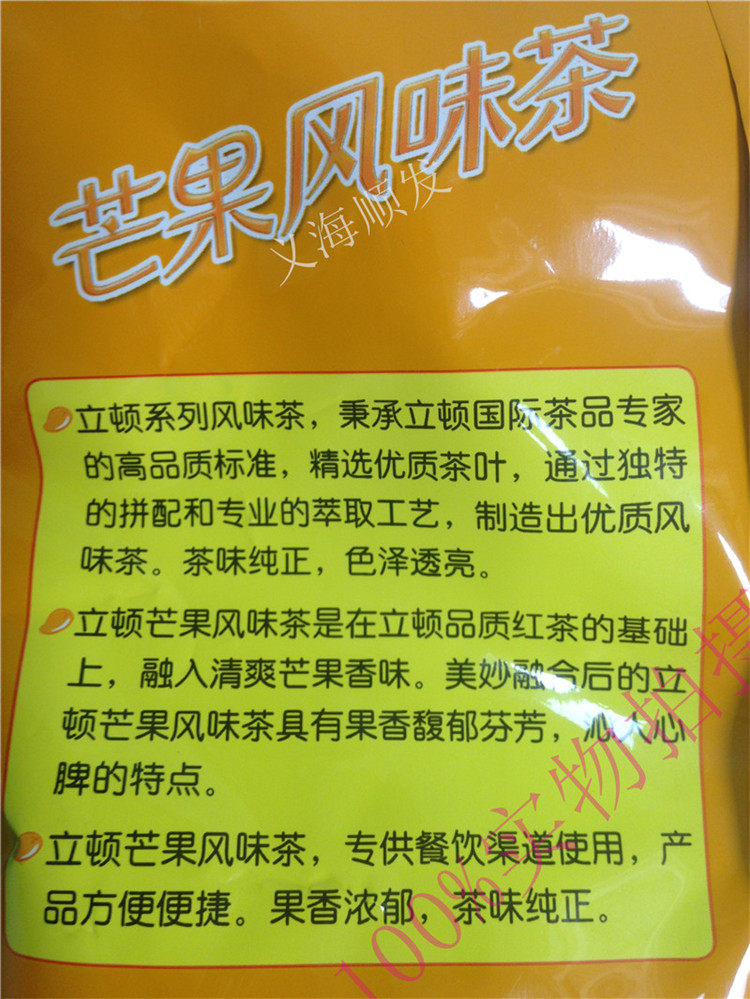 芒果风味茶
义海顺发
立顿系列风味茶，秉承立顿国际茶品专家
的高品质标准，精选优质茶叶，通过独特
的拼配和专业的萃取工艺，制造出优质风
味茶。茶味纯正，色泽透亮。
立顿芒果风味茶是在立顿品质红茶的基础
上，融入清爽芒果香味。美妙融合后的立
顿芒果风味茶具有果香馥郁芬芳，沁人心
脾的特点。
立顿芒果风味茶，专供餐饮渠道使用，产
品方便便捷。果香浓郁，茶味纯正。
100%实物拍摄